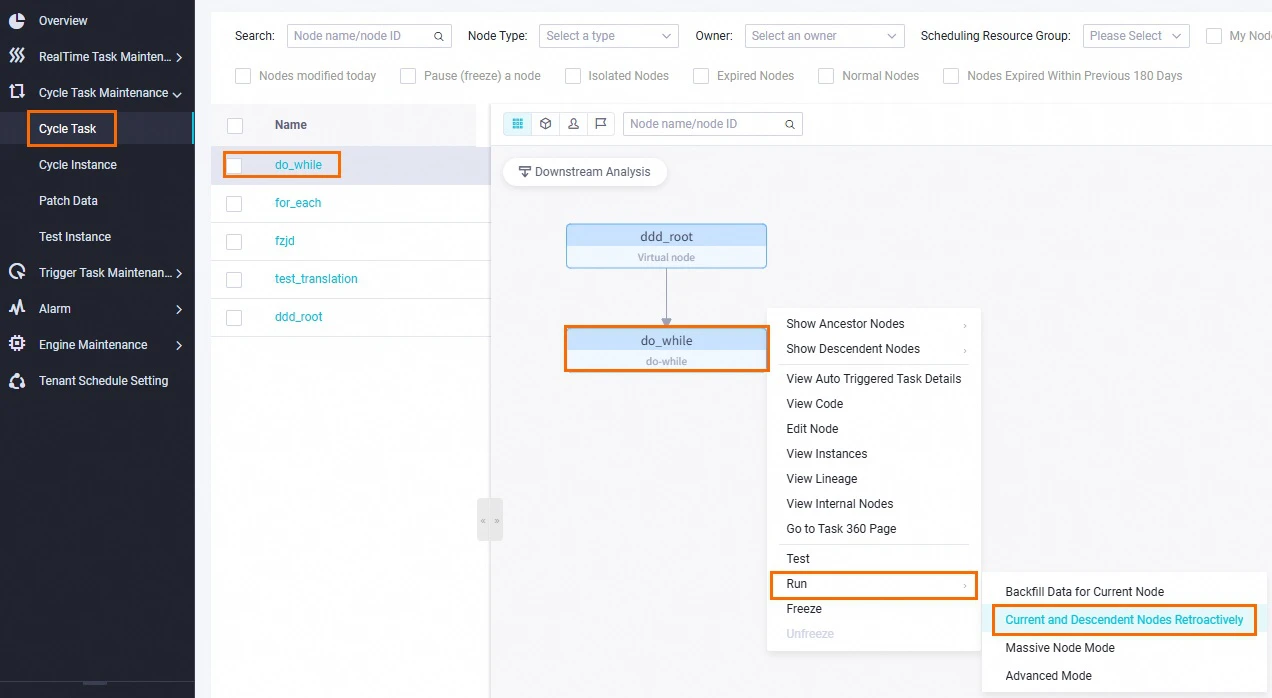 Overview
RealTime Task Mainten...
Cycle Task Maintenance
Cycle Task
Cycle Instance
Patch Data
Test Instance
Trigger Task Maintenan...
Alarm
Engine Maintenance
Tenant Schedule Setting
Search: Node name/node ID Node Type: Select a type Owner: Select an owner Scheduling Resource Group: Please Select My Nod
Nodes modified today Pause (freeze) a node Isolated Nodes Expired Nodes Normal Nodes Nodes Expired Within Previous 180 Days
Name
do_while
for_each
fzjd
test_translation
ddd_root
Node name/node ID
Downstream Analysis
ddd_root
Virtual node
do_while
do-while
Show Ancestor Nodes
Show Descendent Nodes
View Auto Triggered Task Details
View Code
Edit Node
View Instances
View Lineage
View Internal Nodes
Go to Task 360 Page
Test
Run
Freeze
Unfreeze
Backfill Data for Current Node
Current and Descendent Nodes Retroactively
Massive Node Mode
Advanced Mode